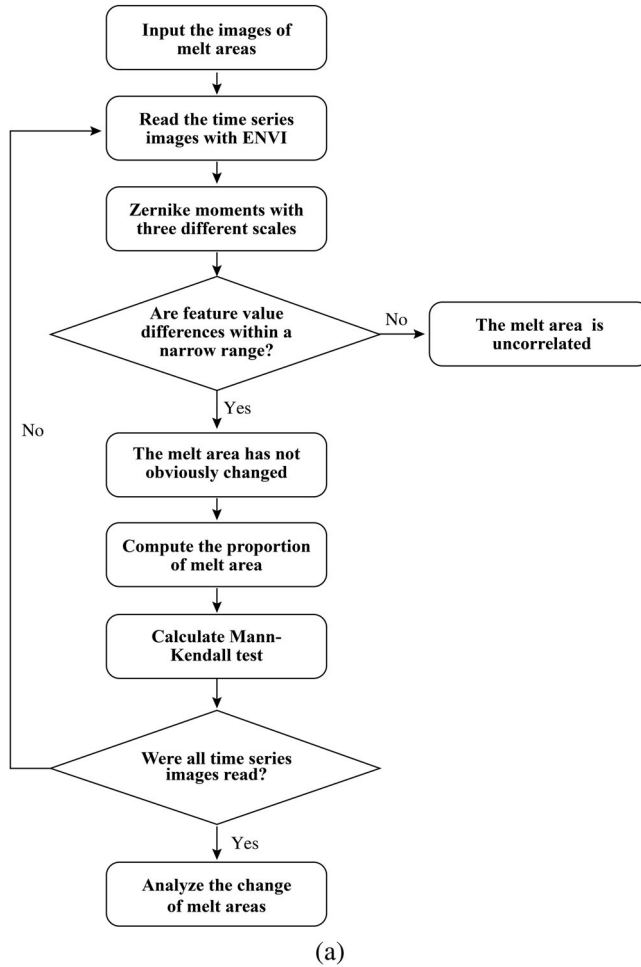 Input the images of
melt areas
Read the time series
images with ENVI
Zernike moments with
three different scales
Are feature value
differences within a
narrow range?
No
The melt area is
uncorrelated
Yes
No
The melt area has not
obviously changed
Compute the proportion
of melt area
Calculate Mann-
Kendall test
Were all time series
images read?
Yes
Analyze the change
of melt areas
(a)